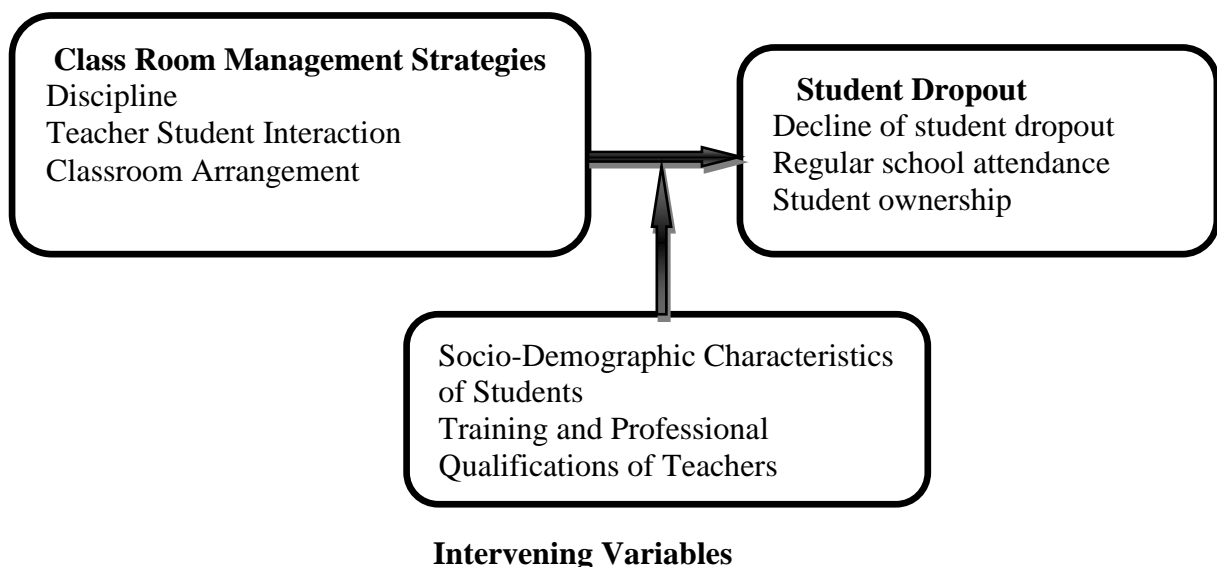 Class Room Management Strategies
Discipline
Teacher Student Interaction
Classroom Arrangement
Student Dropout
Decline of student dropout
Regular school attendance
Student ownership
Socio-Demographic Characteristics
of Students
Training and Professional
Qualifications of Teachers
Intervening Variables